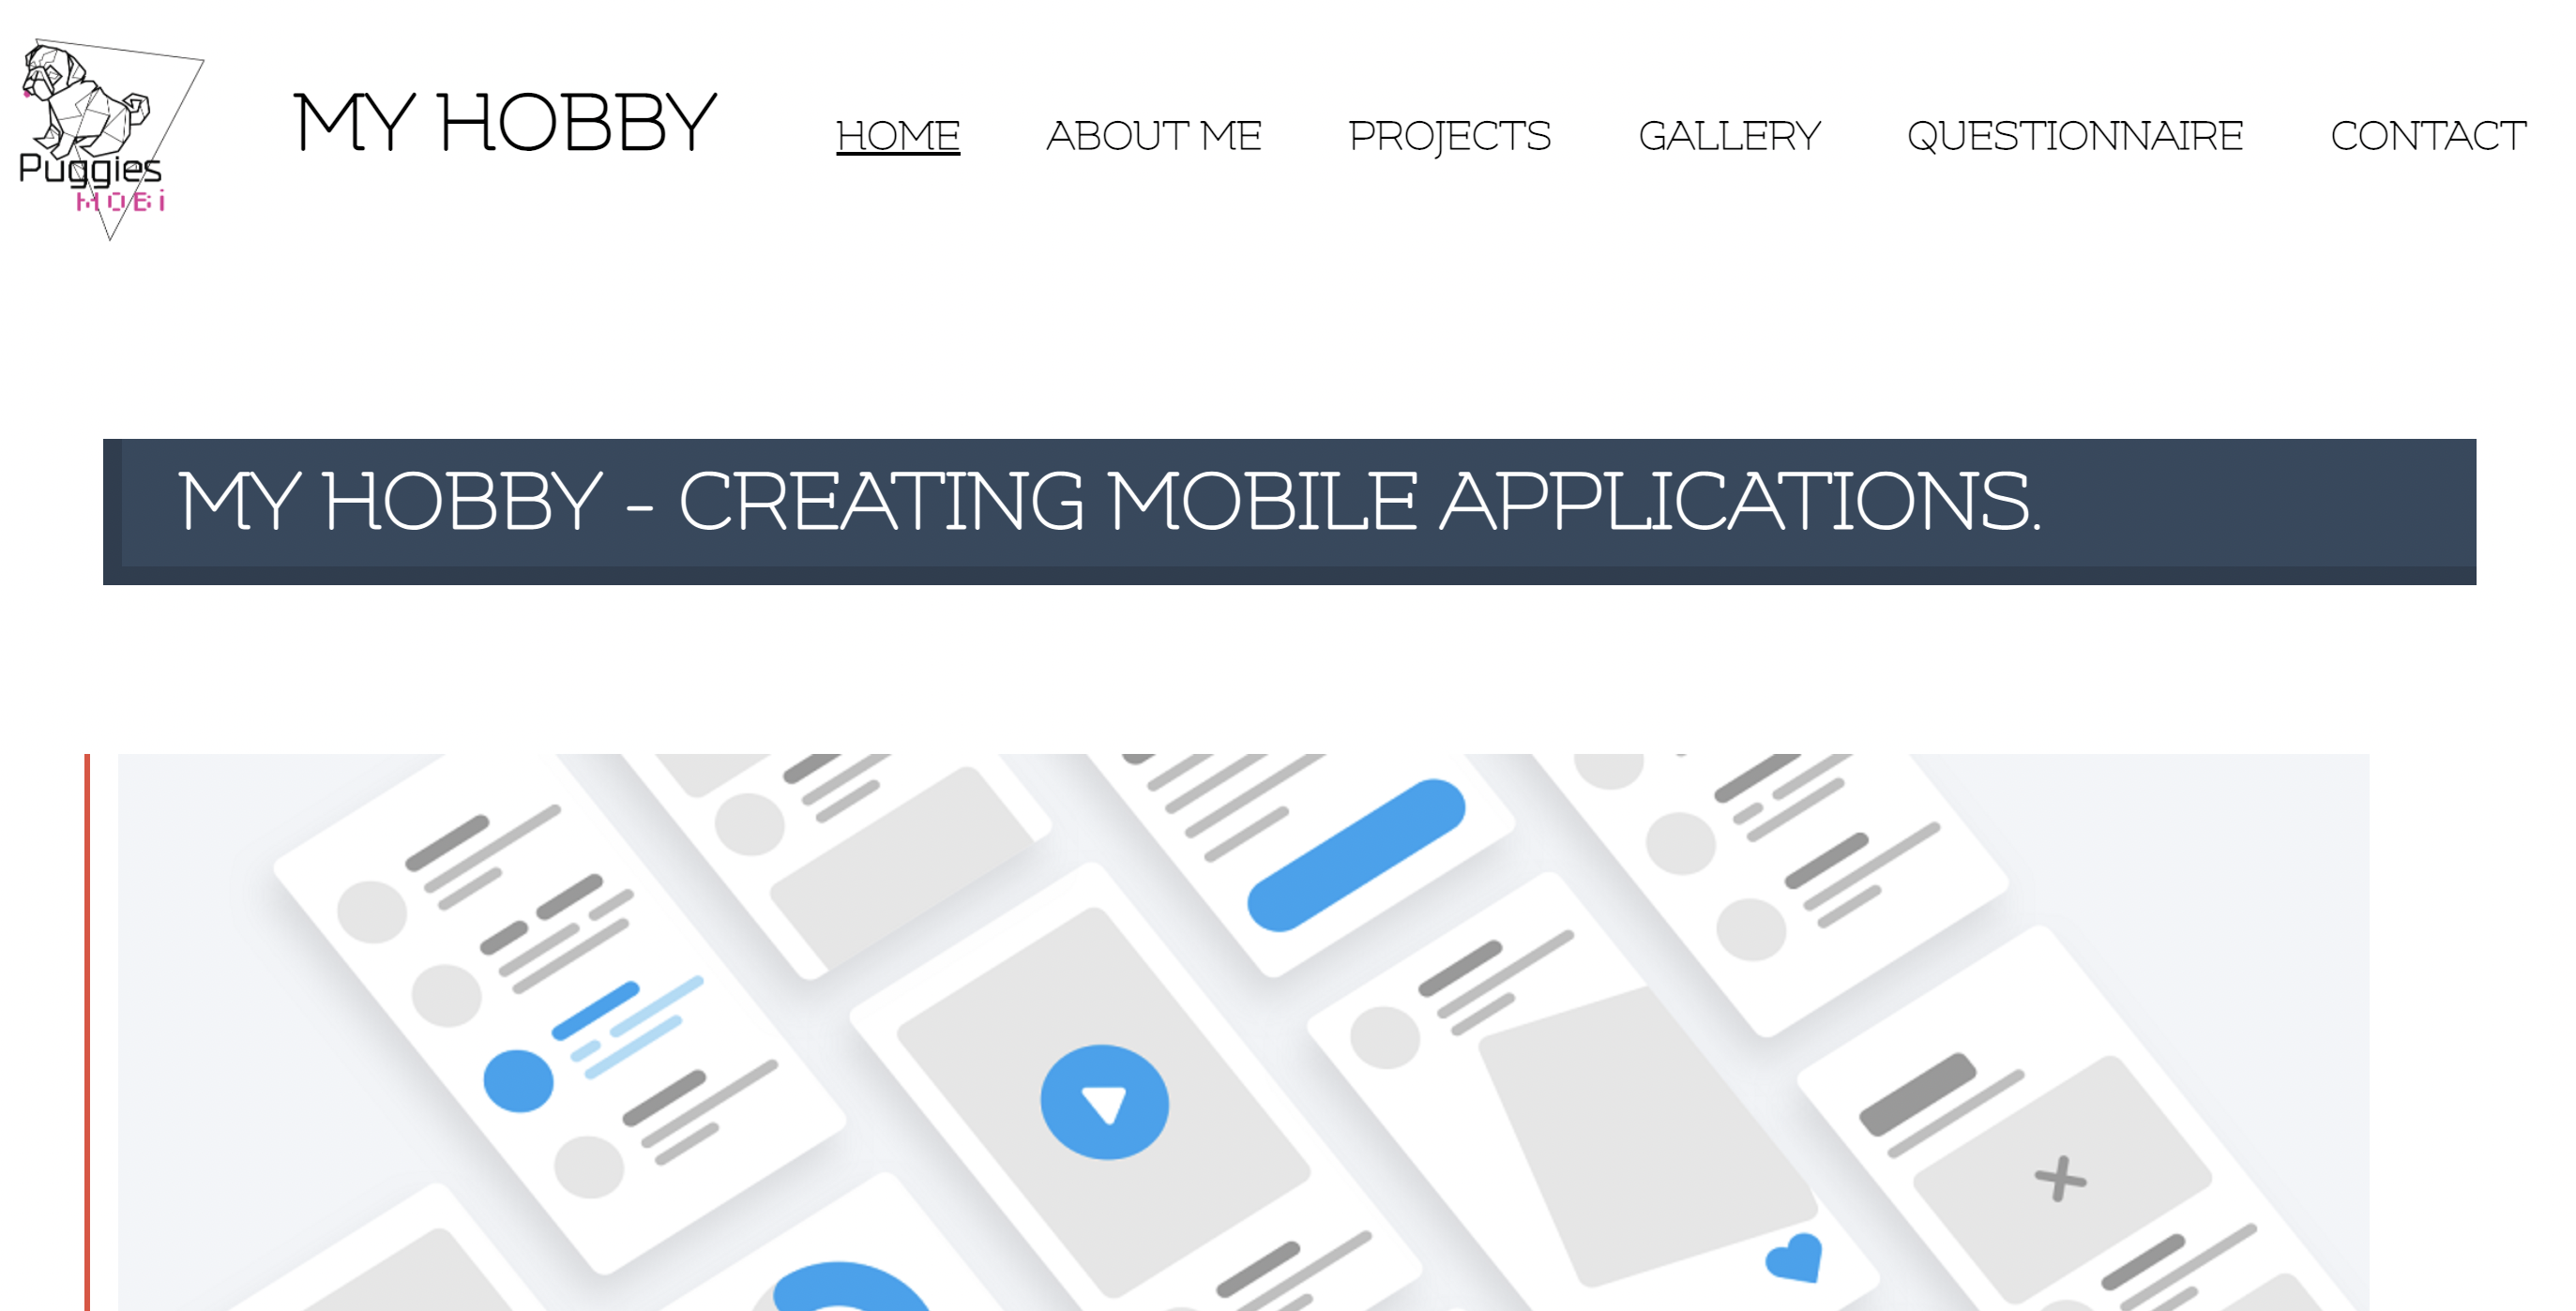 Puggies
MOBi
MY HOBBY
HOME
ABOUT ME
PROJECTS
GALLERY
QUESTIONNAIRE
CONTACT
MY HOBBY - CREATING MOBILE APPLICATIONS.